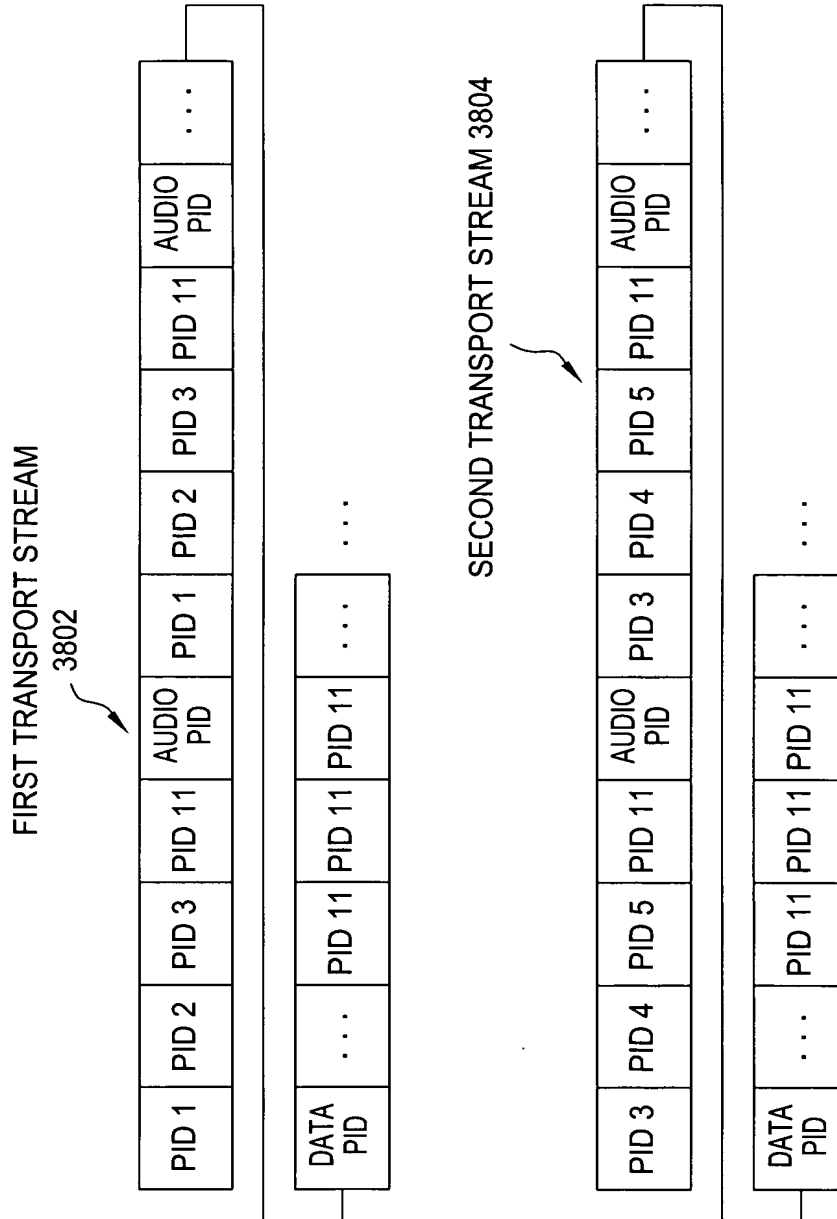 FIRST TRANSPORT STREAM
3802
PID 1 PID 2 PID 3 PID 11 AUDIO PID PID 1 PID 2 PID 3 PID 11 AUDIO PID ...
DATA PID ... PID 11 PID 11 PID 11 ... ...
SECOND TRANSPORT STREAM 3804
PID 3 PID 4 PID 5 PID 11 AUDIO PID PID 3 PID 4 PID 5 PID 11 AUDIO PID ...
DATA PID ... PID 11 PID 11 PID 11 ... ...